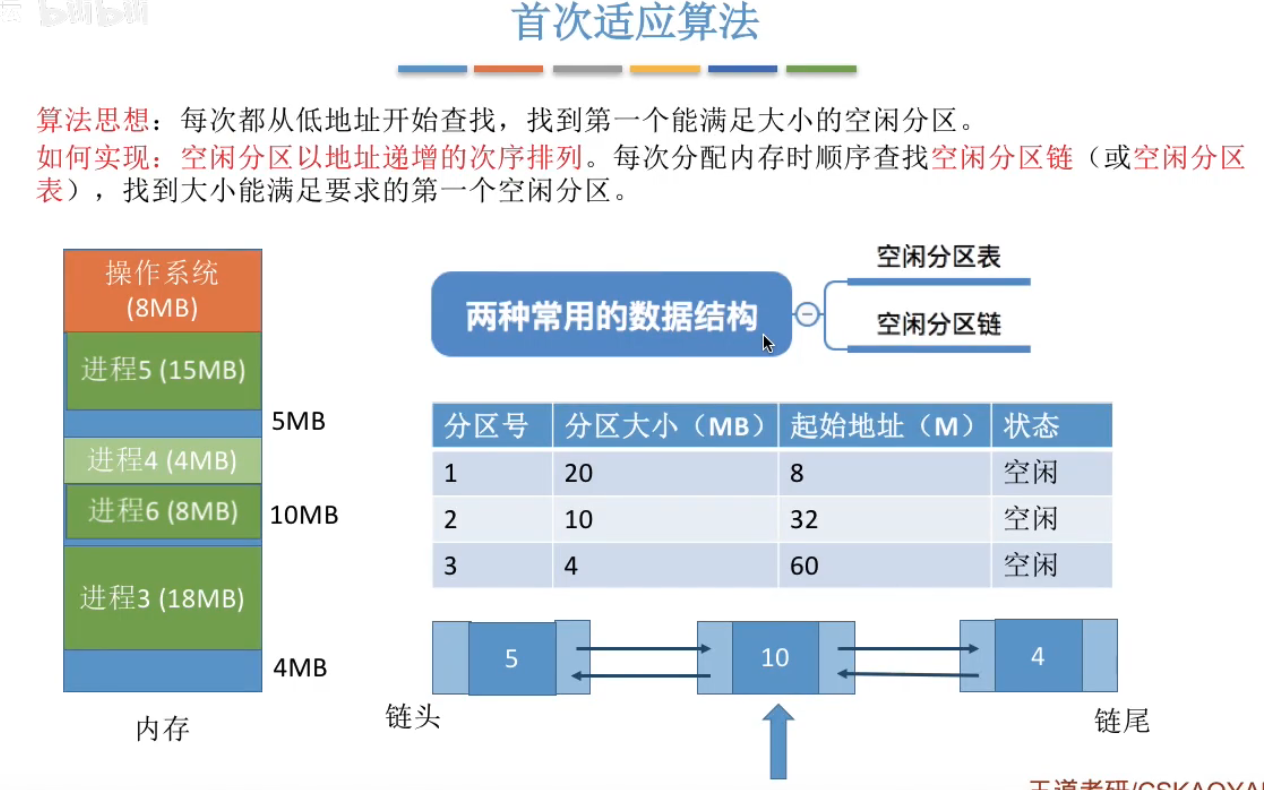 首次适应算法
算法思想：每次都从低地址开始查找，找到第一个能满足大小的空闲分区。
如何实现：空闲分区以地址递增的次序排列。每次分配内存时顺序查找空闲分区链（或空闲分区
表），找到大小能满足要求的第一个空闲分区。
操作系统
(8MB)
进程5 (15MB)
5MB
进程4 (4MB)
进程6 (8MB)
10MB
进程3 (18MB)
4MB
内存
两种常用的数据结构
空闲分区表
空闲分区链
分区号 分区大小（MB） 起始地址（M） 状态
1 20 8 空闲
2 10 32 空闲
3 4 60 空闲
5 10 4
链头
链尾